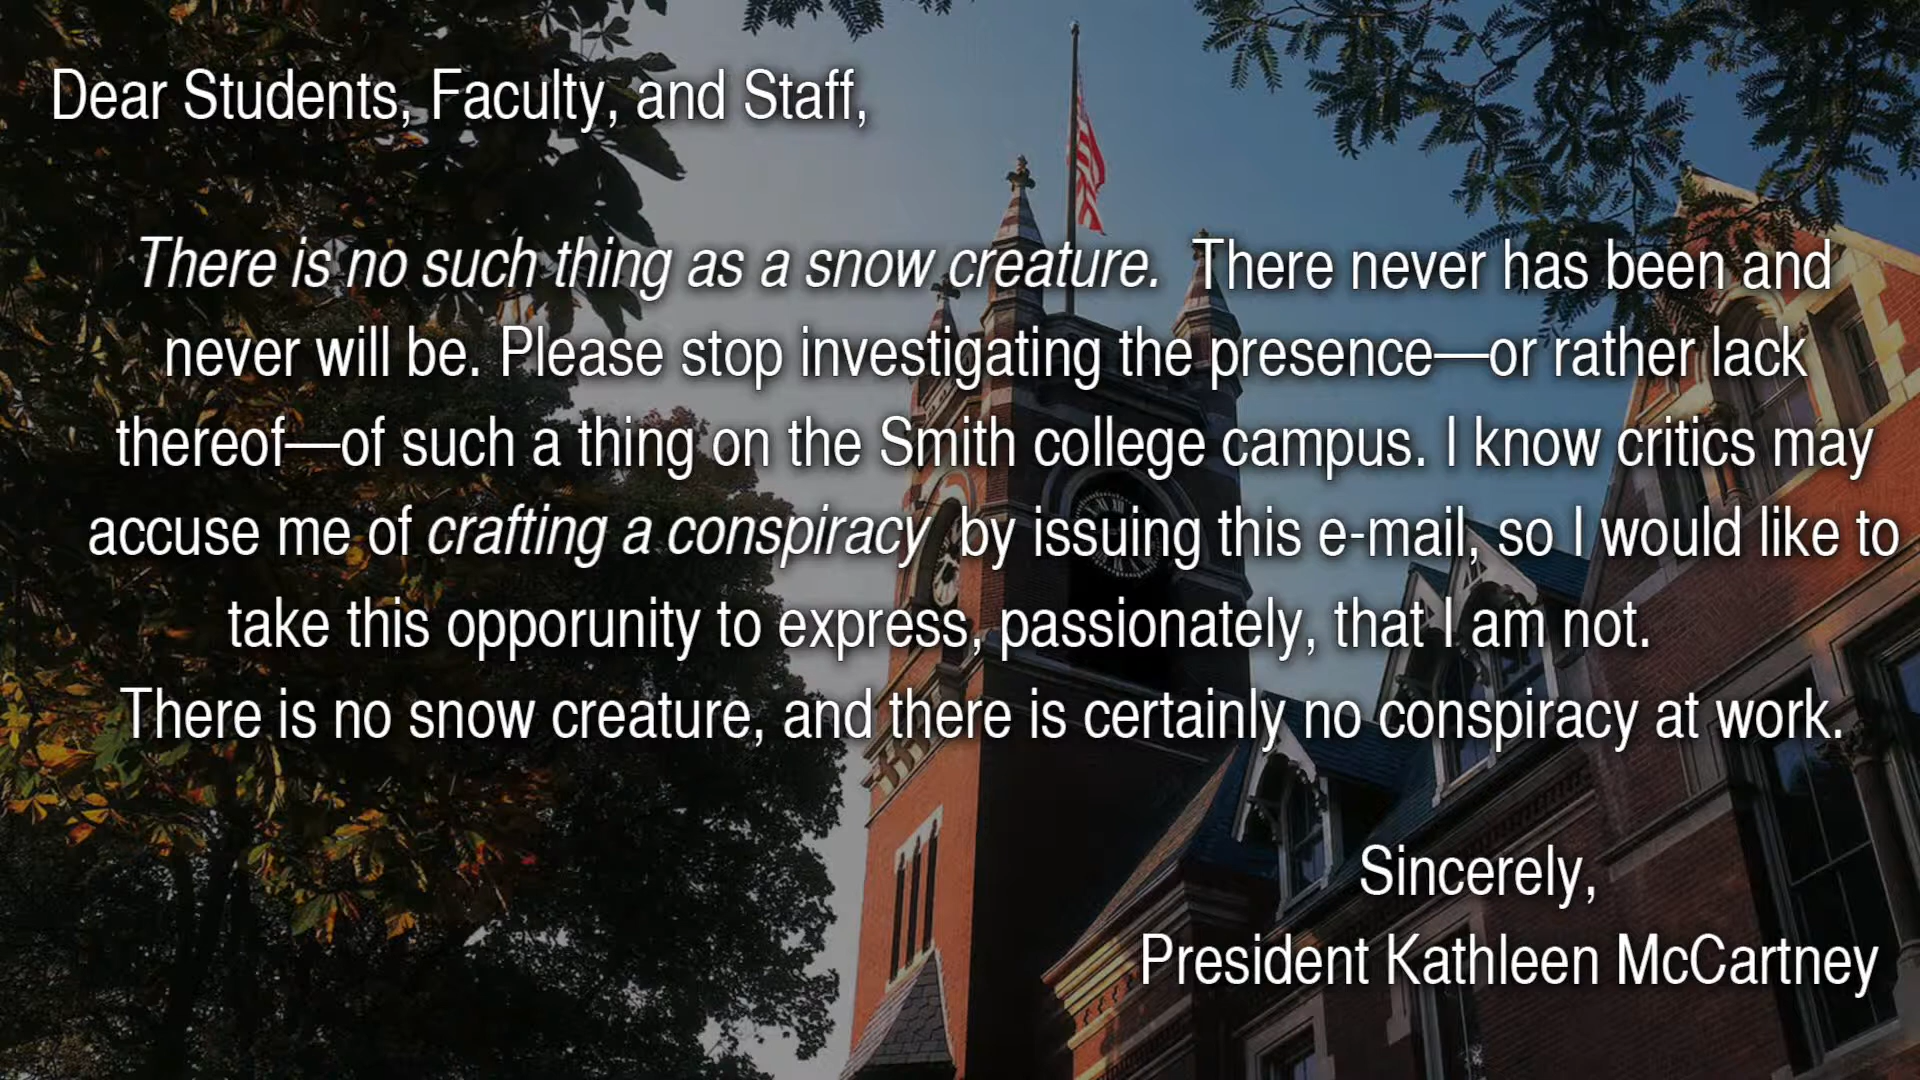 Dear Students, Faculty, and Staff,
There is no such thing as a snow creature. There never has been and
never will be. Please stop investigating the presence—or rather lack
thereof—of such a thing on the Smith college campus. I know critics may
accuse me of crafting a conspiracy by issuing this e-mail, so I would like to
take this opporunity to express, passionately, that I am not.
There is no snow creature, and there is certainly no conspiracy at work.
Sincerely,
President Kathleen McCartney